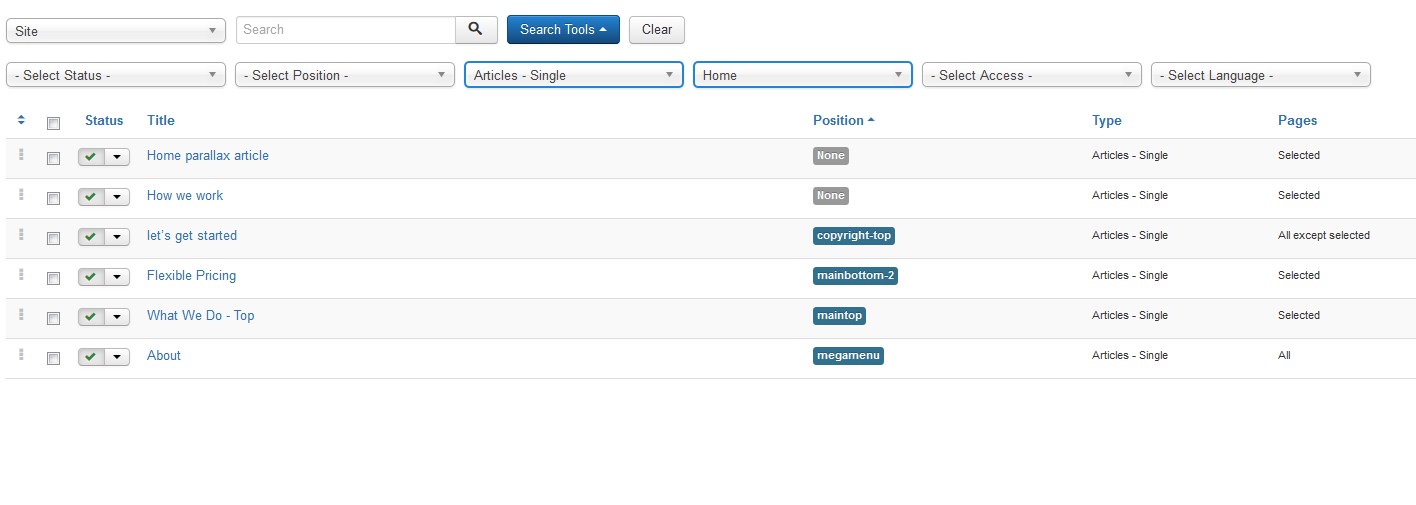 Site Search Search Tools Clear
- Select Status - - Select Position - Articles - Single Home - Select Access - - Select Language -
Status Title Position Type Pages
Home parallax article None Articles - Single Selected
How we work None Articles - Single Selected
let's get started copyright-top Articles - Single All except selected
Flexible Pricing mainbottom-2 Articles - Single Selected
What We Do - Top maintop Articles - Single Selected
About megamenu Articles - Single All